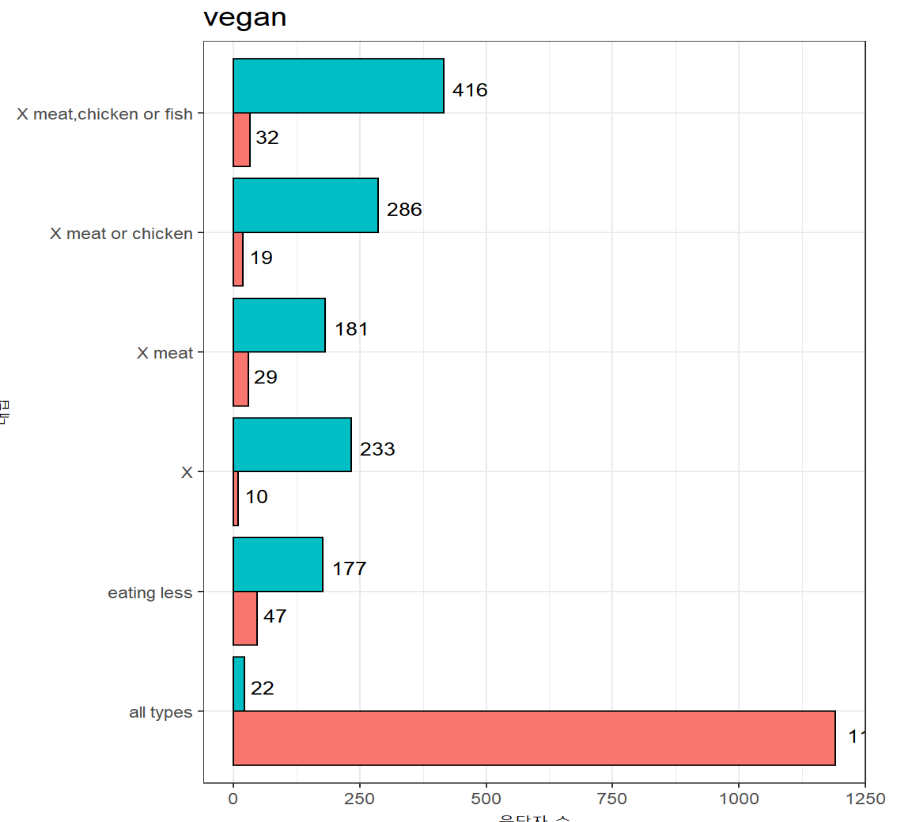 vegan
X meat,chicken or fish
416
32
X meat or chicken
286
19
X meat
181
29
X
233
10
eating less
177
47
all types
22
0
250
500
750
1000
1250